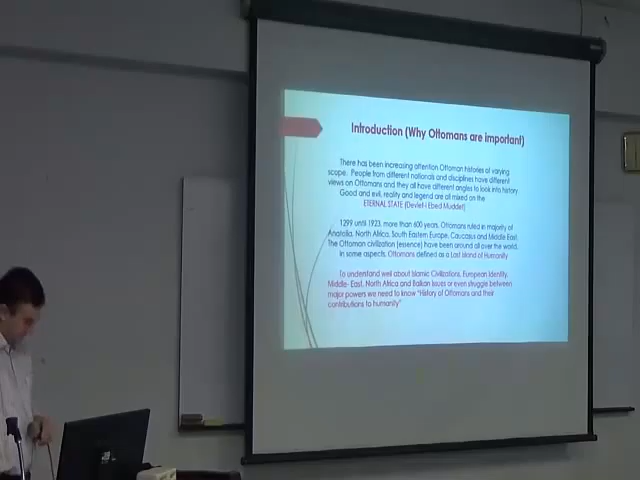 Introduction (Why Ottomans are important)
There has been increasing attention Ottoman histories of varying
scope. People from different nationals and disciplines have different
views on Ottomans and they all have different angles to look into history
Good and evil, reality and legend are all mixed on the
ETERNAL STATE (Devlet-i Ebed Muddet)
1299 until 1923, more than 600 years, Ottomans ruled in majority of
Anatolia, North Africa, South Eastern Europe, Caucasus and Middle East.
The Ottoman civilization (essence) have been around all over the world.
In some aspects, Ottomans defined as a Last Island of Humanity
To understand well about Islamic Civilizations, European Identity,
Middle- East, North Africa and Balkan issues or even struggle between
major powers we need to know "History of Ottomans and their
contributions to humanity"